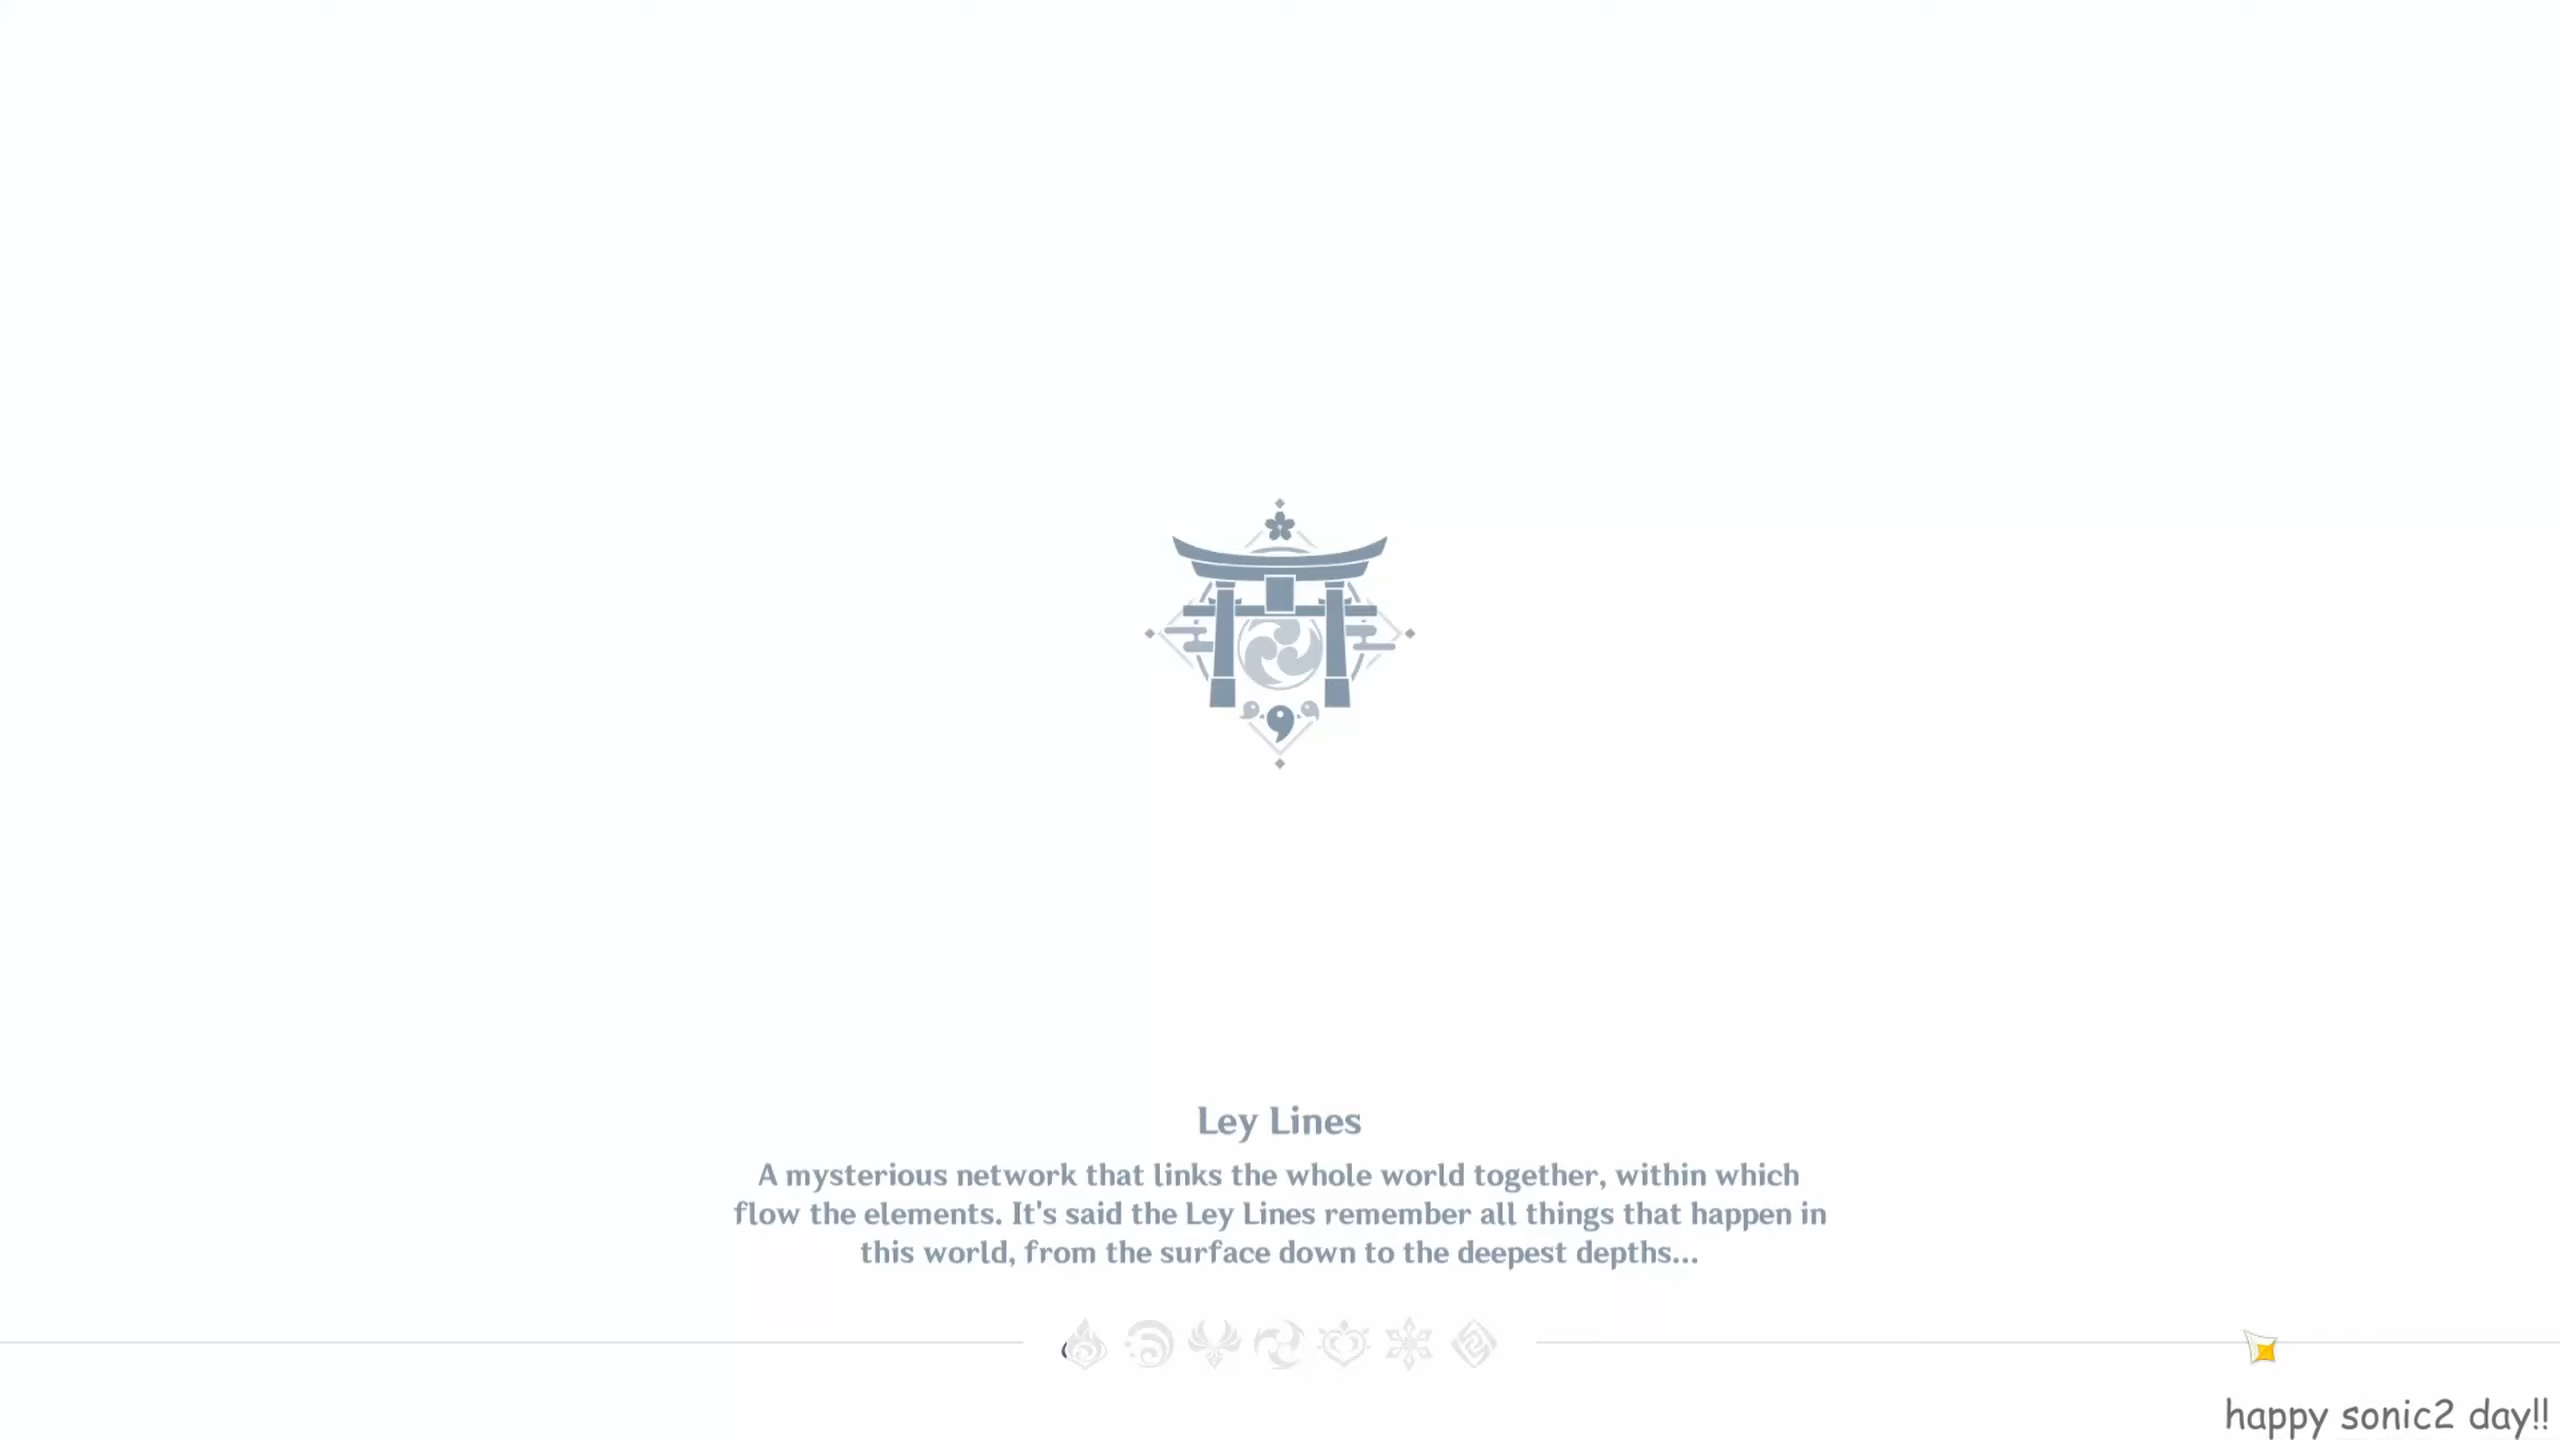 Ley Lines
A mysterious network that links the whole world together, within which
flow the elements. It's said the Ley Lines remember all things that happen in
this world, from the surface down to the deepest depths...
happy sonic2 day!!